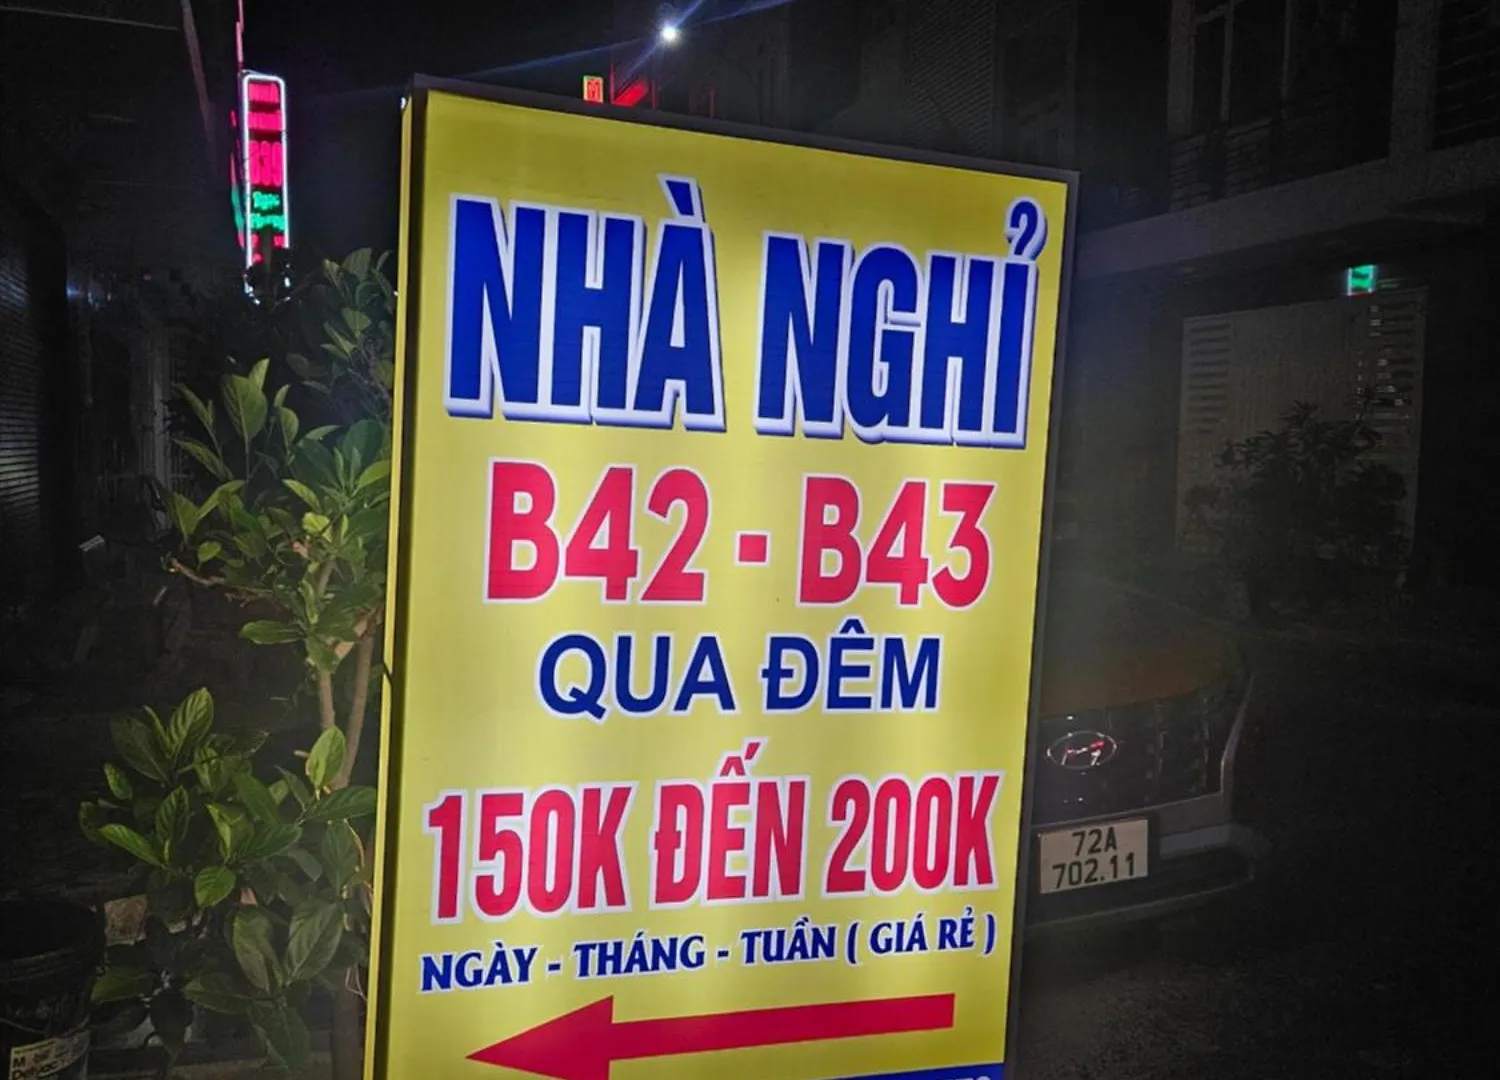 NHÀ NGHỈ
B42 - B43
QUA ĐÊM
150K ĐẾN 200K
NGÀY - THÁNG - TUẦN ( GIÁ RẺ )
72A
702.11